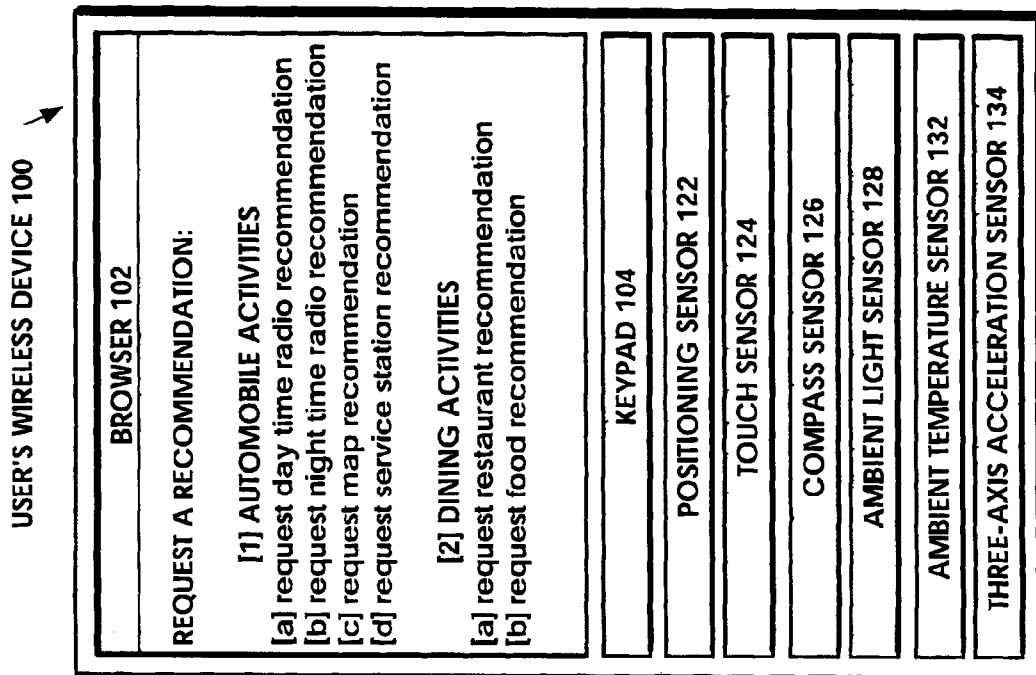 USER'S WIRELESS DEVICE 100
BROWSER 102
REQUEST A RECOMMENDATION:
[1] AUTOMOBILE ACTIVITIES
[a] request day time radio recommendation
[b] request night time radio recommendation
[c] request map recommendation
[d] request service station recommendation
[2] DINING ACTIVITIES
[a] request restaurant recommendation
[b] request food recommendation
KEYPAD 104
POSITIONING SENSOR 122
TOUCH SENSOR 124
COMPASS SENSOR 126
AMBIENT LIGHT SENSOR 128
AMBIENT TEMPERATURE SENSOR 132
THREE-AXIS ACCELERATION SENSOR 134